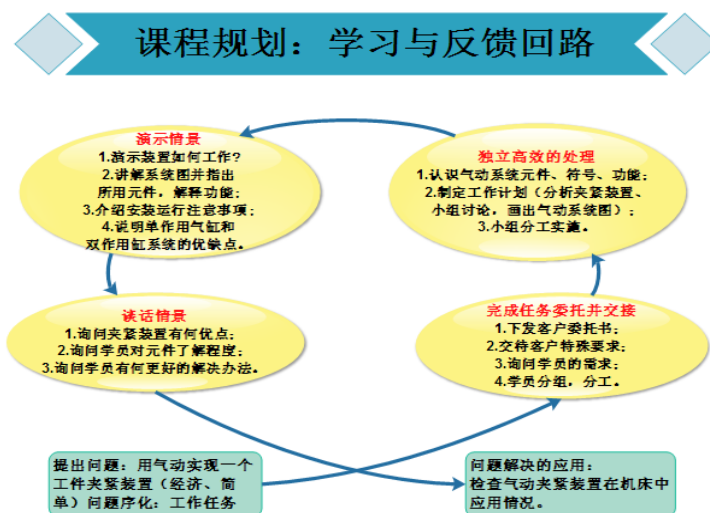 课程规划：学习与反馈回路
演示情景
1.演示装置如何工作？
2.讲解系统图并指出
所用元件，解释功能；
3.介绍安装运行注意事项；
4.说明单作用气缸和
双作用缸系统的优缺点。
独立高效的处理
1.认识气动系统元件、符号、功能；
2.制定工作计划（分析夹紧装置、
小组讨论，画出气动系统图）；
3.小组分工实施。
谈话情景
1.询问夹紧装置有何优点；
2.询问学员对元件了解程度；
3.询问学员有何更好的解决办法。
完成任务委托并交接
1.下发客户委托书；
2.交待客户特殊要求；
3.询问学员的需求；
4.学员分组，分工。
提出问题：用气动实现一个
工件夹紧装置（经济、简
单）问题序化：工作任务
问题解决的应用：
检查气动夹紧装置在机床中
应用情况。